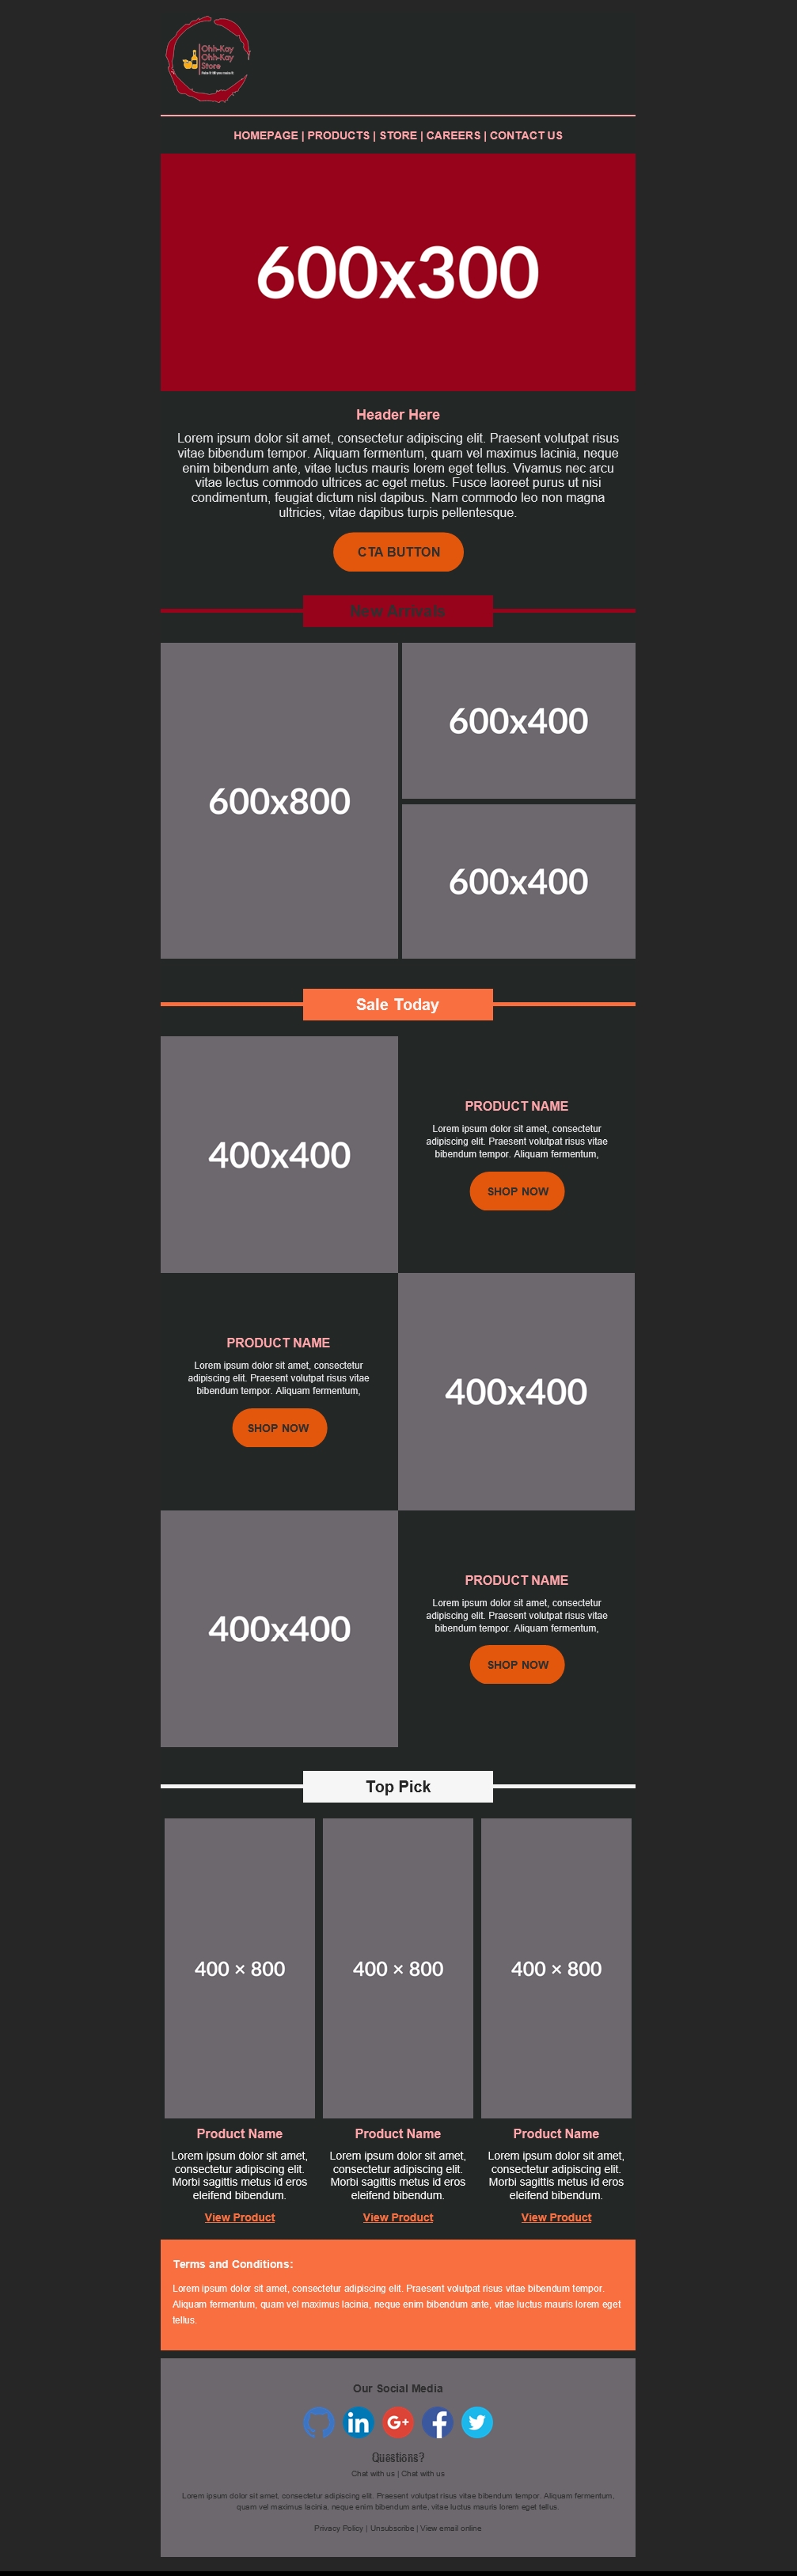 Ohh-Kay
Ohh-Kay
Store
HOMEPAGE | PRODUCTS | STORE | CAREERS | CONTACT US
600x300
Header Here
Lorem ipsum dolor sit amet, consectetur adipiscing elit. Praesent volutpat risus
vitae bibendum tempor. Aliquam fermentum, quam vel maximus lacinia, neque
enim bibendum ante, vitae luctus mauris lorem eget tellus. Vivamus nec arcu
vitae lectus commodo ultrices ac eget metus. Fusce laoreet purus ut nisi
condimentum, feugiat dictum nisl dapibus. Nam commodo leo non magna
ultricies, vitae dapibus turpis pellentesque.
CTA BUTTON
New Arrivals
600x800
600x400
600x400
Sale Today
400x400
PRODUCT NAME
Lorem ipsum dolor sit amet, consectetur
adipiscing elit. Praesent volutpat risus vitae
bibendum tempor. Aliquam fermentum,
SHOP NOW
PRODUCT NAME
Lorem ipsum dolor sit amet, consectetur
adipiscing elit. Praesent volutpat risus vitae
bibendum tempor. Aliquam fermentum,
SHOP NOW
400x400
400x400
PRODUCT NAME
Lorem ipsum dolor sit amet, consectetur
adipiscing elit. Praesent volutpat risus vitae
bibendum tempor. Aliquam fermentum,
SHOP NOW
Top Pick
400 × 800
400 × 800
400 × 800
Product Name
Lorem ipsum dolor sit amet,
consectetur adipiscing elit.
Morbi sagittis metus id eros
eleifend bibendum.
View Product
Product Name
Lorem ipsum dolor sit amet,
consectetur adipiscing elit.
Morbi sagittis metus id eros
eleifend bibendum.
View Product
Product Name
Lorem ipsum dolor sit amet,
consectetur adipiscing elit.
Morbi sagittis metus id eros
eleifend bibendum.
View Product
Terms and Conditions:
Lorem ipsum dolor sit amet, consectetur adipiscing elit. Praesent volutpat risus vitae bibendum tempor.
Aliquam fermentum, quam vel maximus lacinia, neque enim bibendum ante, vitae luctus mauris lorem eget
tellus.
Our Social Media
in
G+
f
Questions?
Chat with us | Chat with us
Lorem ipsum dolor sit amet, consectetur adipiscing elit. Praesent volutpat risus vitae bibendum tempor. Aliquam fermentum,
quam vel maximus lacinia, neque enim bibendum ante, vitae luctus mauris lorem eget tellus.
Privacy Policy | Unsubscribe | View email online